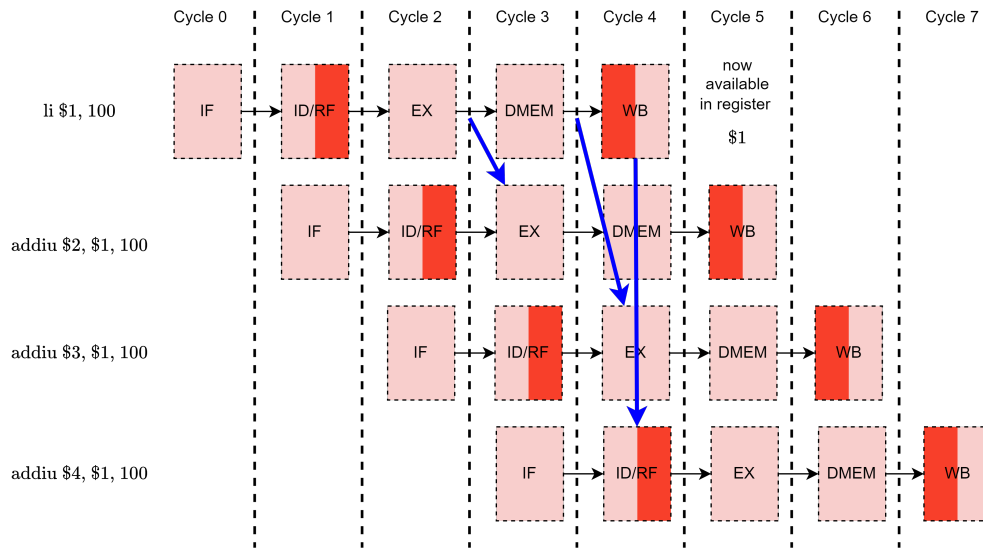 Cycle 0 Cycle 1 Cycle 2 Cycle 3 Cycle 4 Cycle 5 Cycle 6 Cycle 7
now
available
in register
$1
li $1, 100 IF ID/RF EX DMEM WB
addiu $2, $1, 100 IF ID/RF EX DMEM WB
addiu $3, $1, 100 IF ID/RF EX DMEM WB
addiu $4, $1, 100 IF ID/RF EX DMEM WB